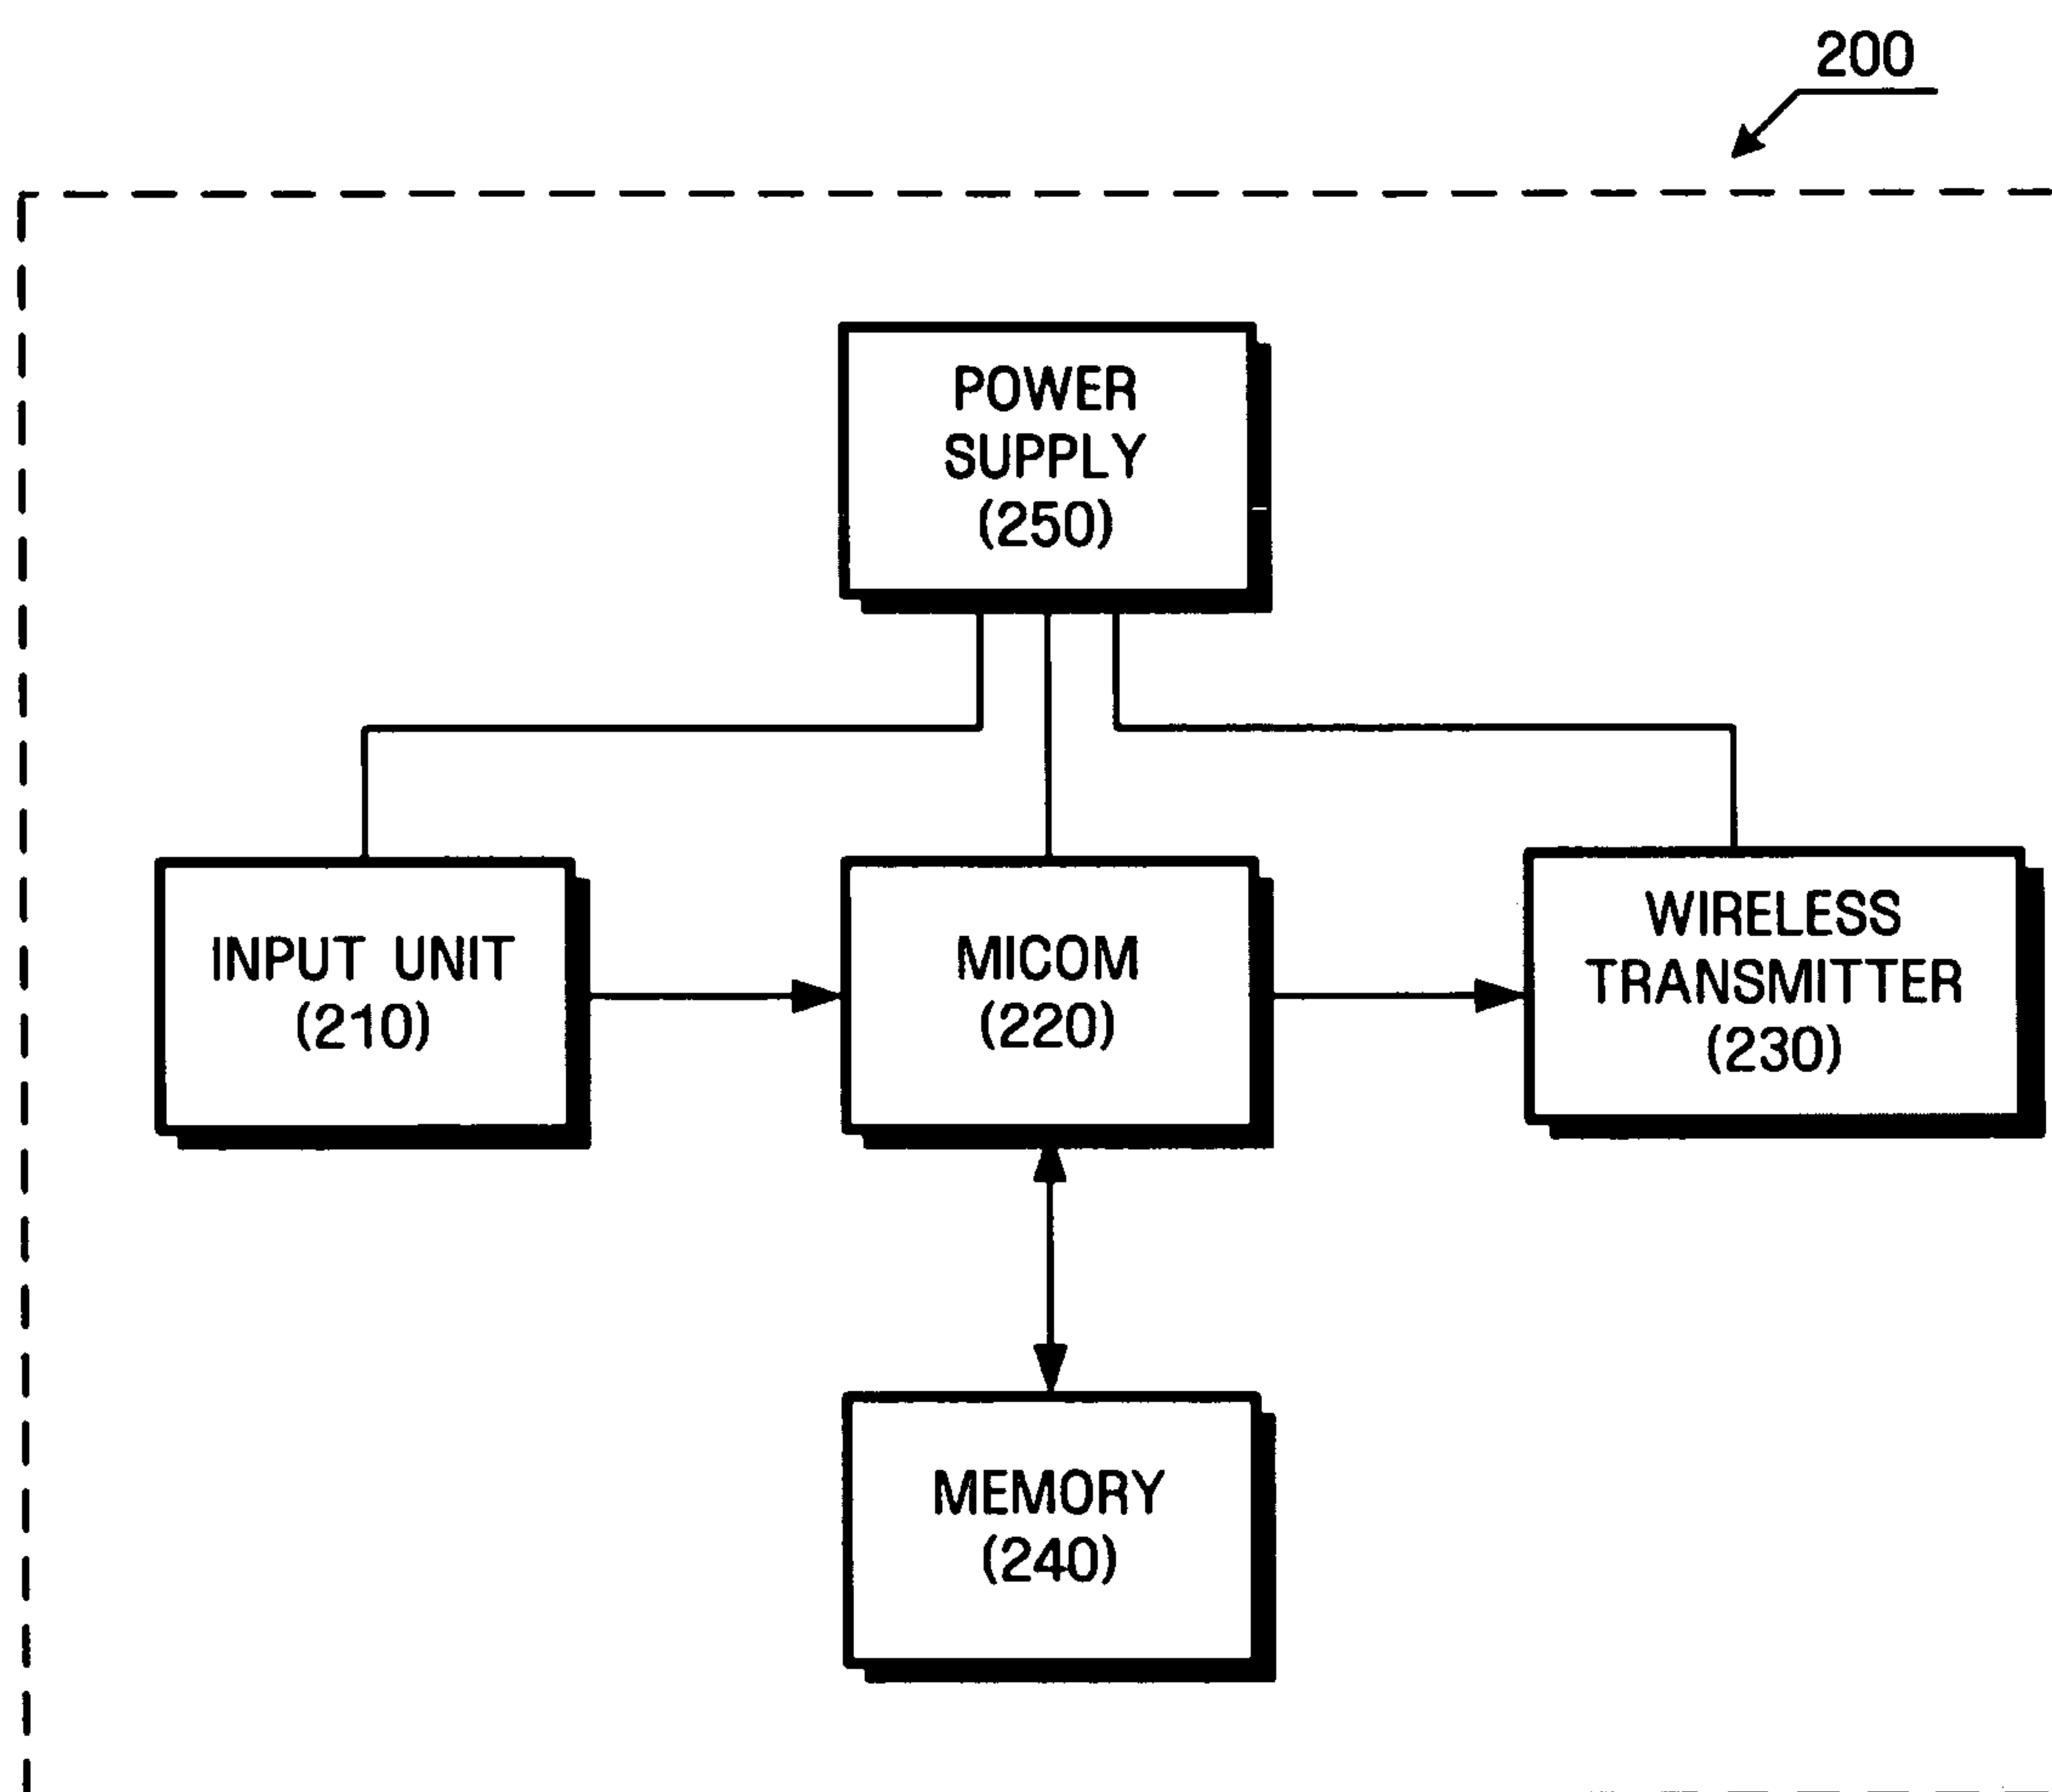 200
POWER
SUPPLY
(250)
INPUT UNIT
(210)
MICOM
(220)
WIRELESS
TRANSMITTER
(230)
MEMORY
(240)